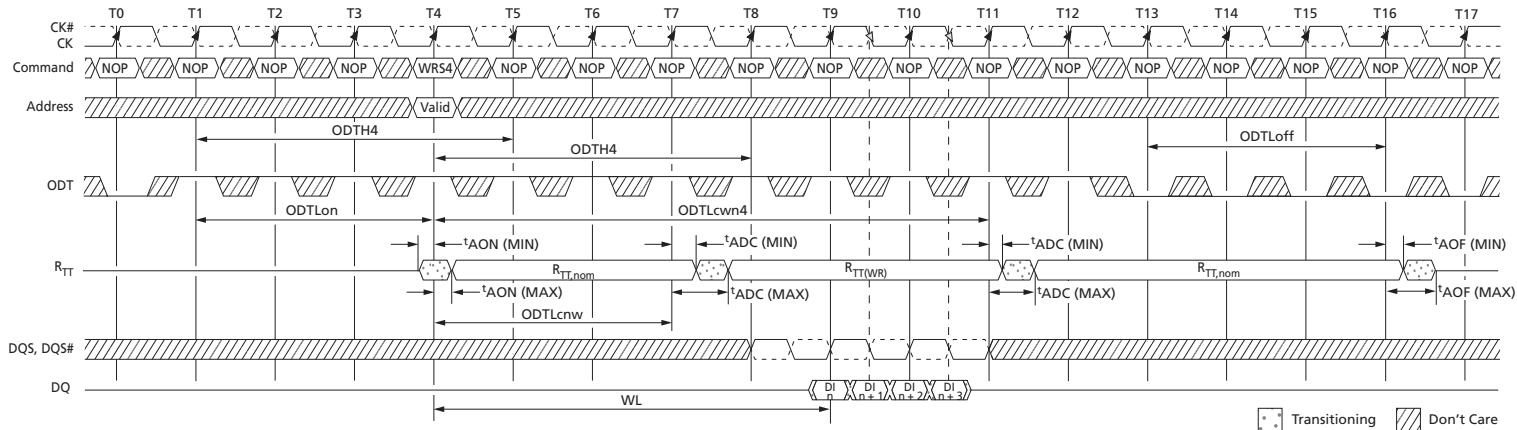 T0 T1 T2 T3 T4 T5 T6 T7 T8 T9 T10 T11 T12 T13 T14 T15 T16 T17
CK#
CK
Command NOP NOP NOP NOP WRS4 NOP NOP NOP NOP NOP NOP NOP NOP NOP NOP NOP NOP NOP
Address Valid
ODTH4 ODTLoff
ODTH4
ODT
ODTLon ODTLcwn4
tAON (MIN) tADC (MIN) tADC (MIN) tAOF (MIN)
RTT RTT,nom RTT(WR) RTT,nom
tAON (MAX) tADC (MAX) tADC (MAX) tAOF (MAX)
ODTLcnw
DQS, DQS#
DQ DI n DI n + 1 DI n + 2 DI n + 3
WL
Transitioning Don't Care